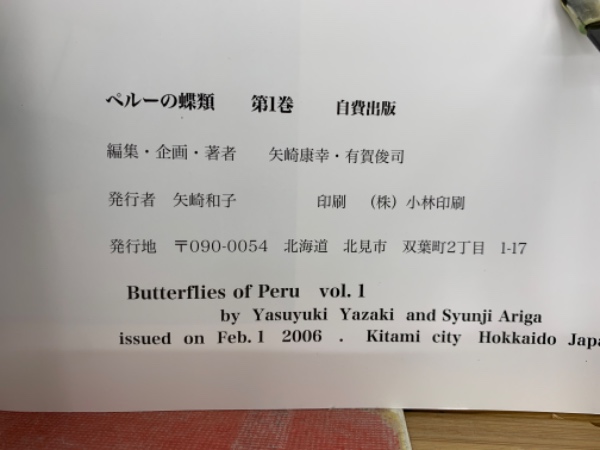 ペルーの蝶類　第1巻　自費出版
編集・企画・著者　矢崎康幸・有賀俊司
発行者　矢崎和子　印刷　（株）小林印刷
発行地　〒090-0054　北海道　北見市　双葉町2丁目　1-17
Butterflies of Peru vol. 1
by Yasuyuki Yazaki and Syunji Ariga
issued on Feb. 1 2006 . Kitami city Hokkaido Japa